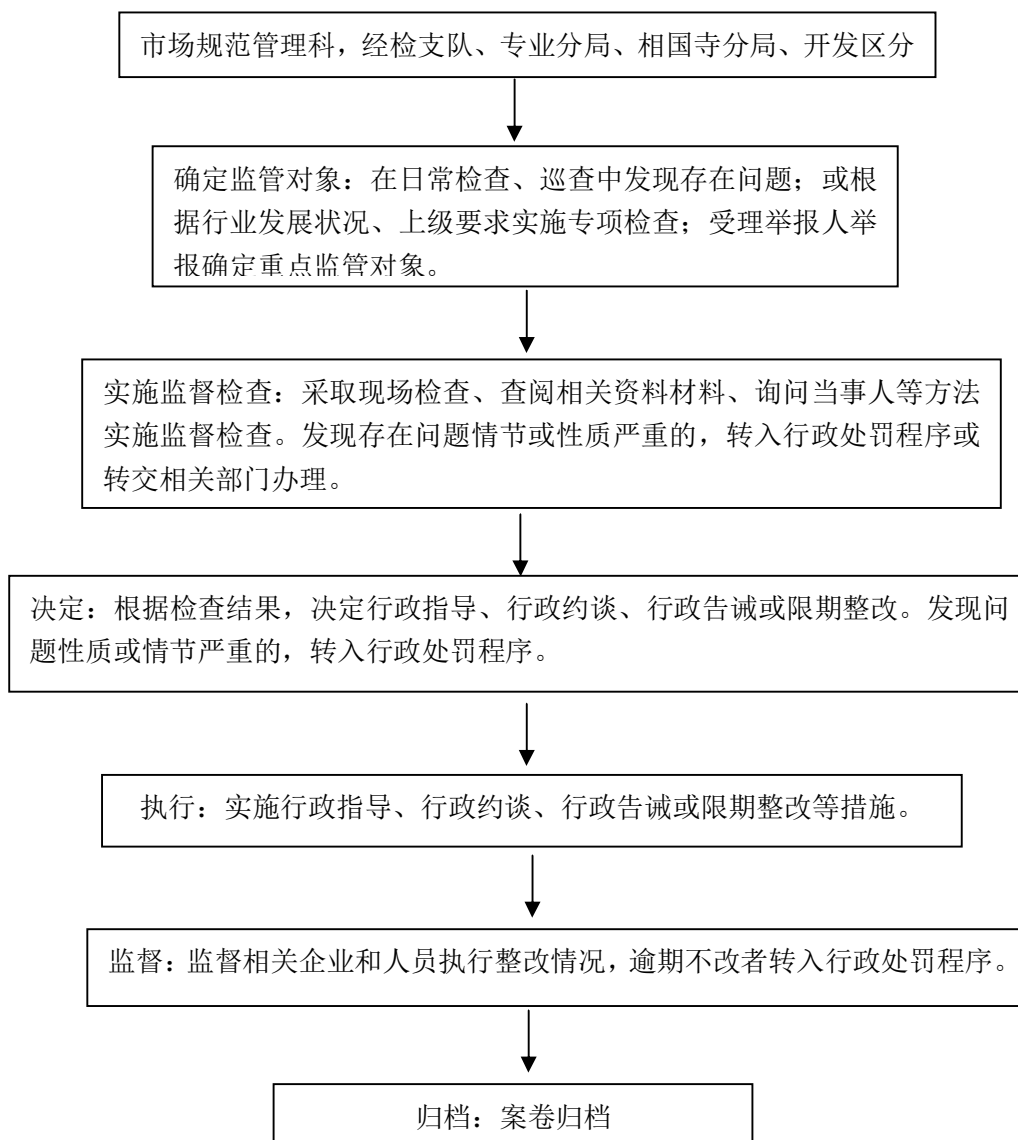 市场规范管理科，经检支队、专业分局、相国寺分局、开发区分
确定监管对象：在日常检查、巡查中发现存在问题；或根
据行业发展状况、上级要求实施专项检查；受理举报人举
报确定重点监管对象。
实施监督检查：采取现场检查、查阅相关资料材料、询问当事人等方法
实施监督检查。发现存在问题情节或性质严重的，转入行政处罚程序或
转交相关部门办理。
决定：根据检查结果，决定行政指导、行政约谈、行政告诫或限期整改。发现问
题性质或情节严重的，转入行政处罚程序。
执行：实施行政指导、行政约谈、行政告诫或限期整改等措施。
监督：监督相关企业和人员执行整改情况，逾期不改者转入行政处罚程序。
归档：案卷归档